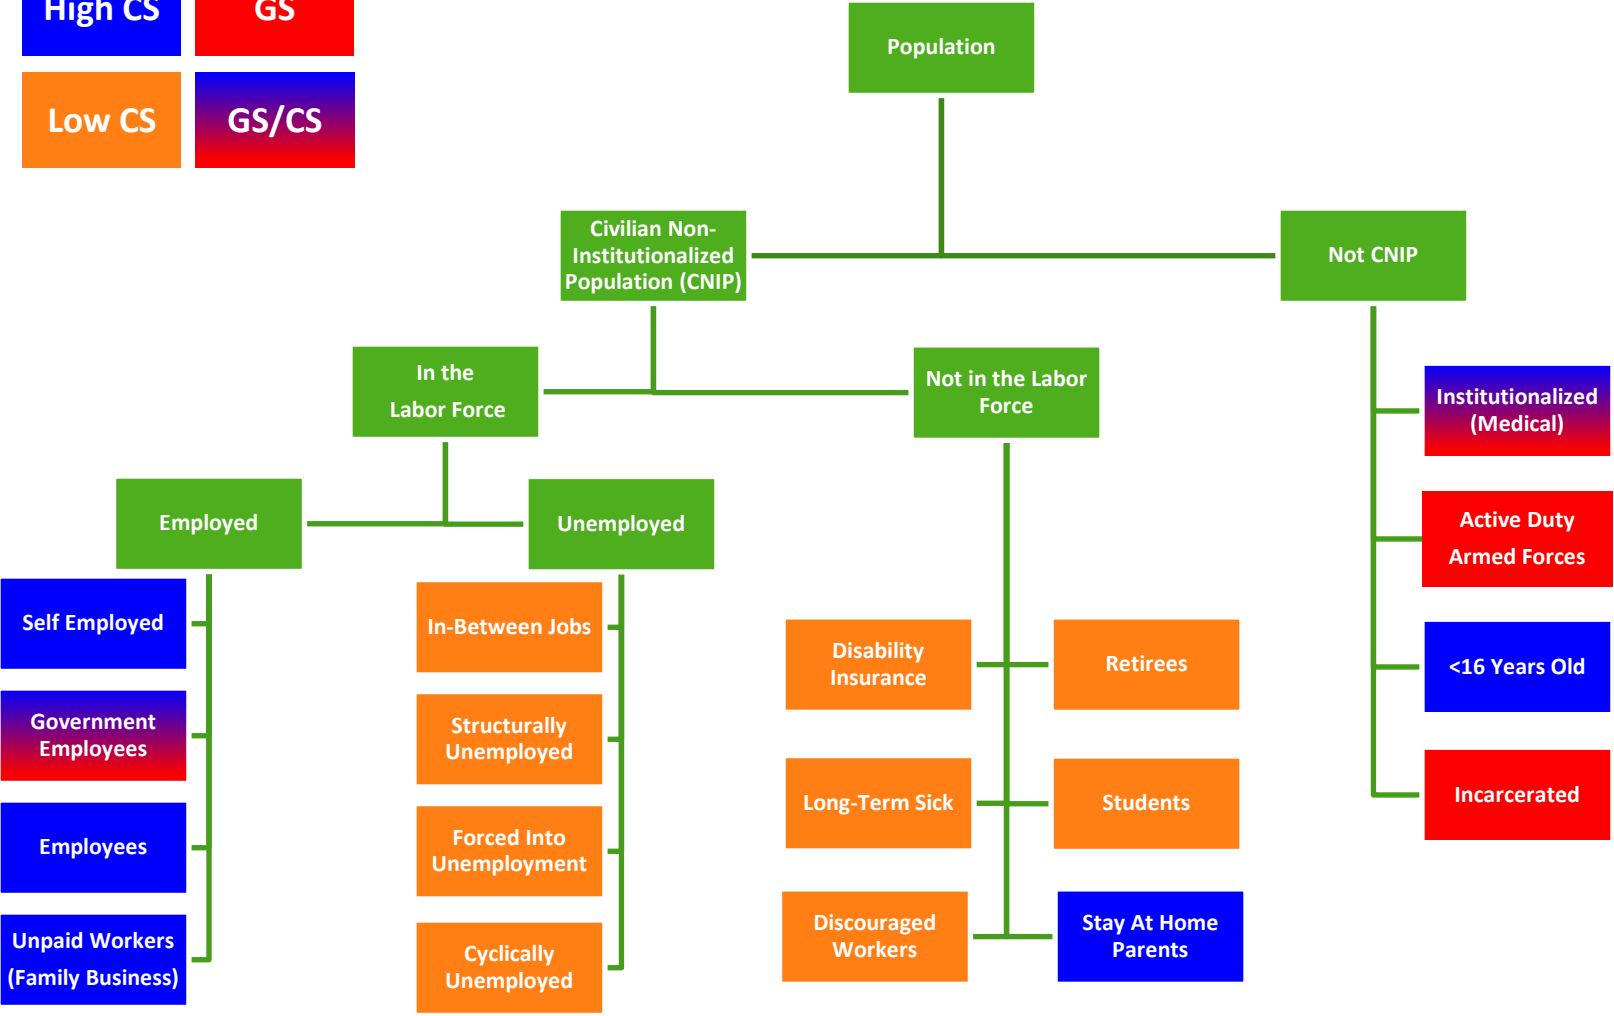 High CS
GS
Low CS
GS/CS
Population
Civilian Non-
Institutionalized
Population (CNIP)
Not CNIP
In the
Labor Force
Not in the Labor
Force
Employed
Unemployed
Self Employed
Government
Employees
Employees
Unpaid Workers
(Family Business)
In-Between Jobs
Structurally
Unemployed
Forced Into
Unemployment
Cyclically
Unemployed
Disability
Insurance
Retirees
Long-Term Sick
Students
Discouraged
Workers
Stay At Home
Parents
Institutionalized
(Medical)
Active Duty
Armed Forces
<16 Years Old
Incarcerated